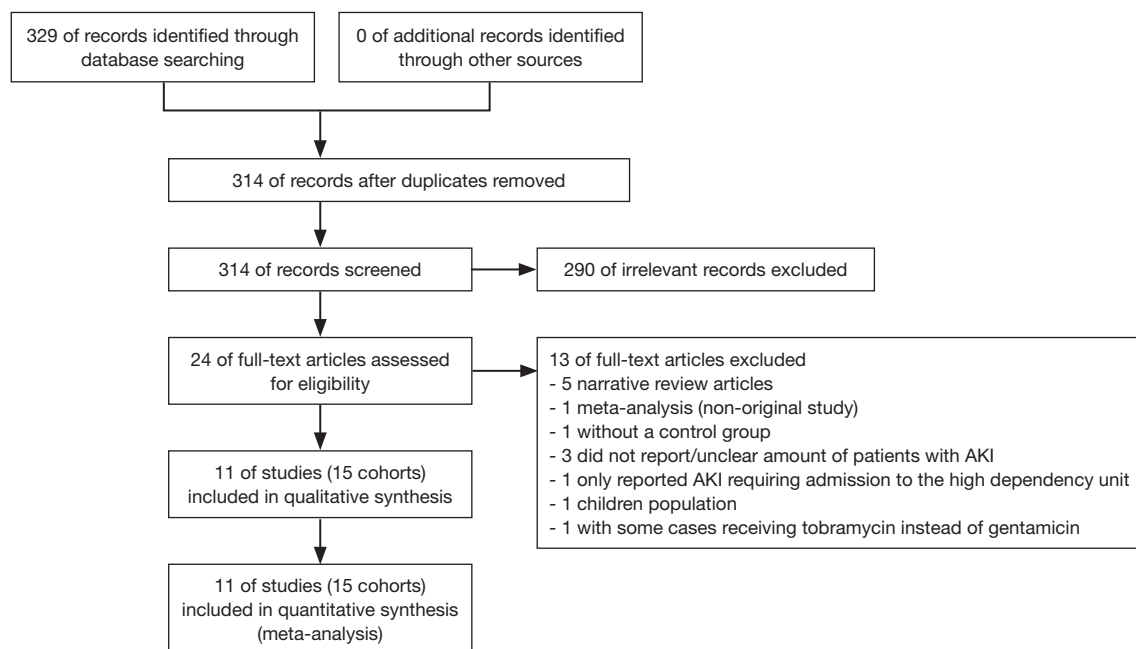 329 of records identified through
database searching
0 of additional records identified
through other sources
314 of records after duplicates removed
314 of records screened
290 of irrelevant records excluded
24 of full-text articles assessed
for eligibility
13 of full-text articles excluded
- 5 narrative review articles
- 1 meta-analysis (non-original study)
- 1 without a control group
- 3 did not report/unclear amount of patients with AKI
- 1 only reported AKI requiring admission to the high dependency unit
- 1 children population
- 1 with some cases receiving tobramycin instead of gentamicin
11 of studies (15 cohorts)
included in qualitative synthesis
11 of studies (15 cohorts)
included in quantitative synthesis
(meta-analysis)